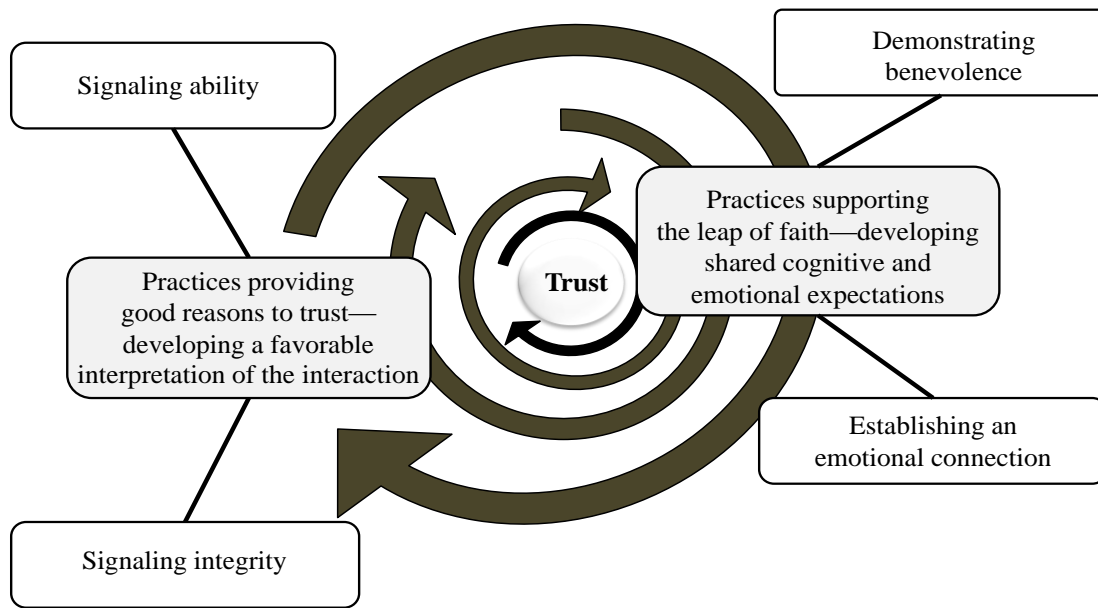 Signaling ability
Demonstrating
benevolence
Practices providing
good reasons to trust—
developing a favorable
interpretation of the interaction
Trust
Practices supporting
the leap of faith—developing
shared cognitive and
emotional expectations
Signaling integrity
Establishing an
emotional connection